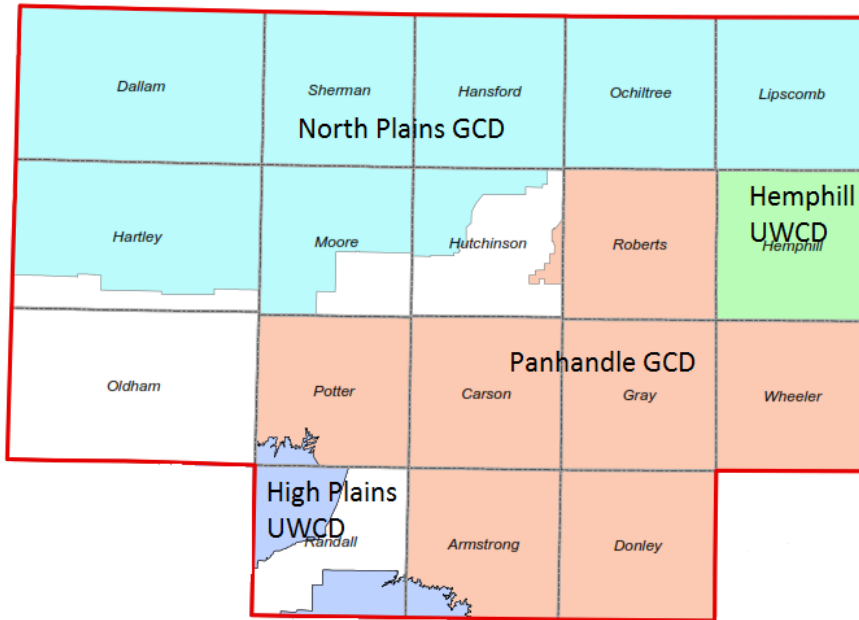 Dallam
Sherman
Hansford
Ochiltree
Lipscomb
North Plains GCD
Hartley
Moore
Hutchinson
Roberts
Hemphill
UWCD
Hemphill
Oldham
Potter
Carson
Panhandle GCD
Gray
Wheeler
High Plains
UWCD
Randall
Armstrong
Donley